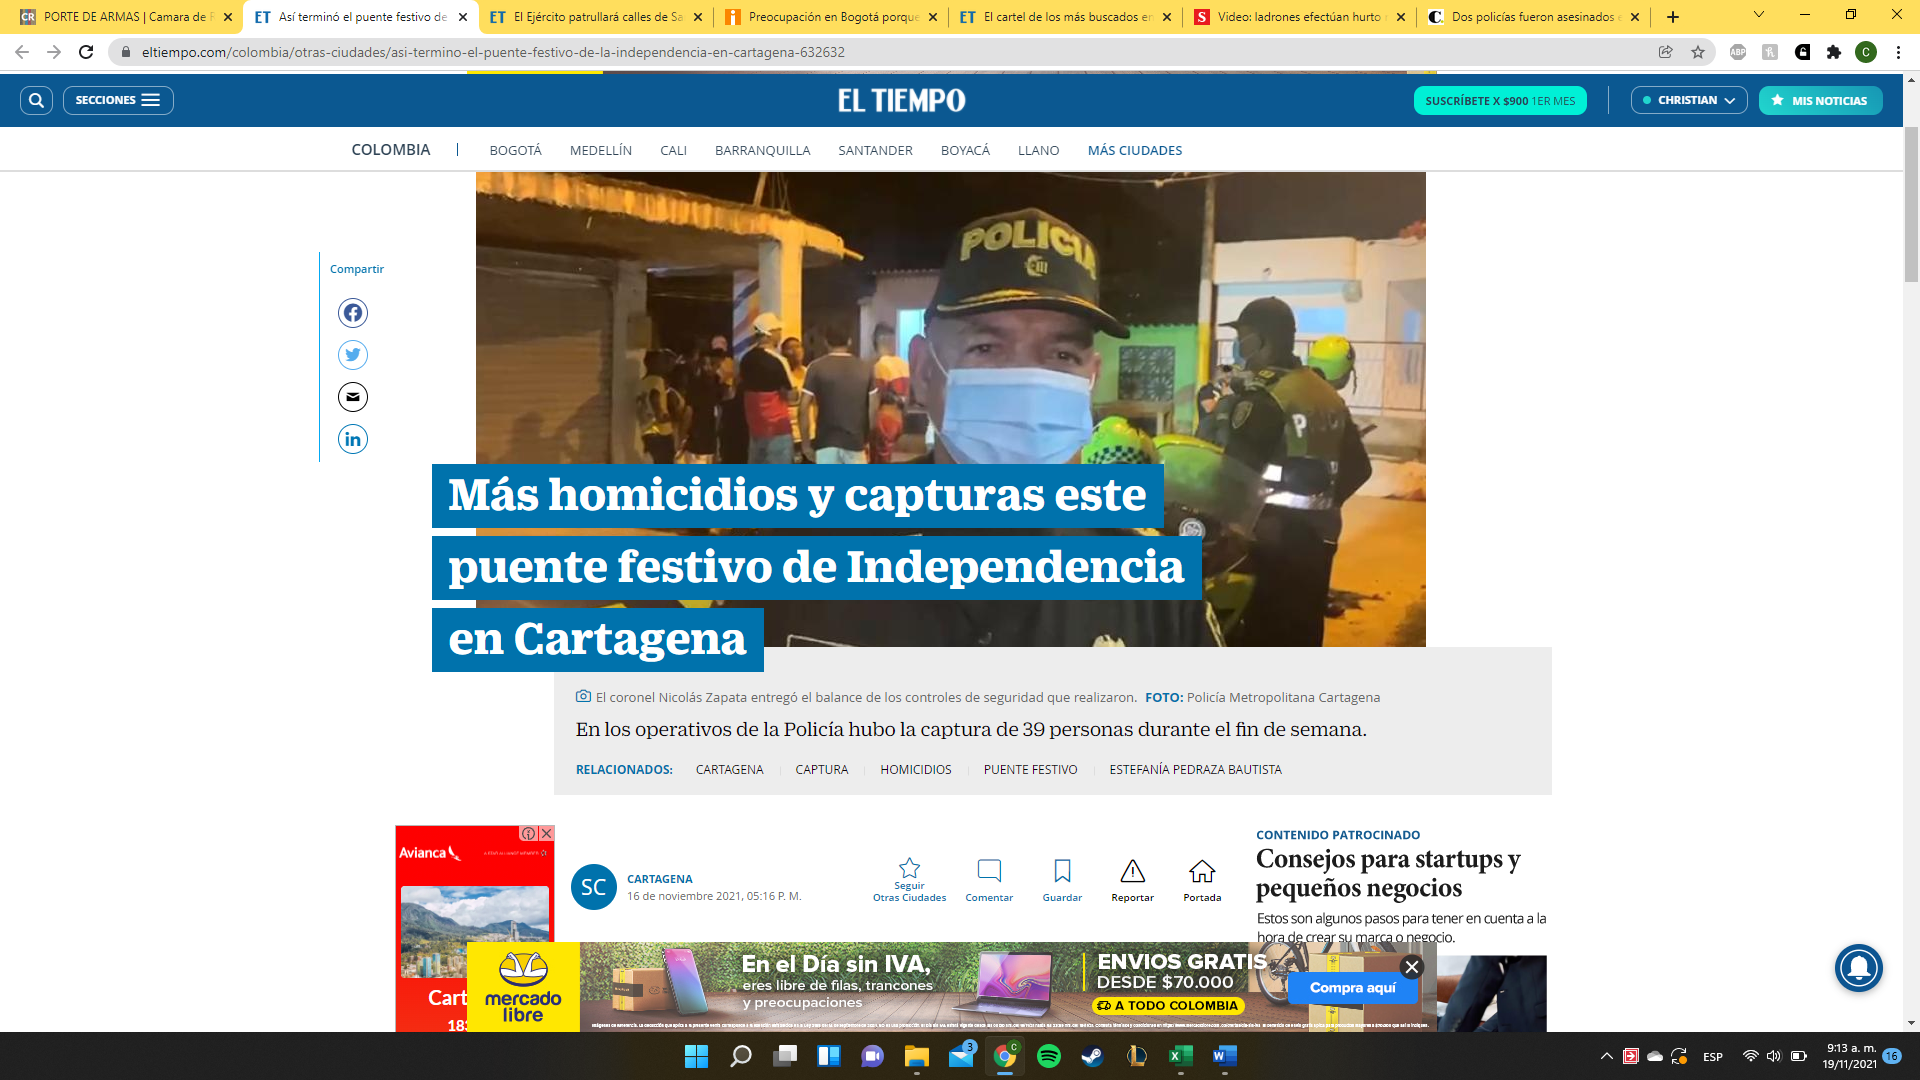 PORTE DE ARMAS | Camara de
Así terminó el puente festivo de
El Ejército patrullará calles de Sa
Preocupación en Bogotá porque
El cartel de los más buscados en
Video: ladrones efectúan hurto
Dos policías fueron asesinados
eltiempo.com/colombia/otras-ciudades/asi-termino-el-puente-festivo-de-la-independencia-en-cartagena-632632
SECCIONES
EL TIEMPO
SUSCRÍBETE X $900 1ER MES
CHRISTIAN
MIS NOTICIAS
COLOMBIA | BOGOTÁ MEDELLÍN CALI BARRANQUILLA SANTANDER BOYACÁ LLANO MÁS CIUDADES
Compartir
POLICIA
P
Más homicidios y capturas este
puente festivo de Independencia
en Cartagena
El coronel Nicolás Zapata entregó el balance de los controles de seguridad que realizaron. FOTO: Policía Metropolitana Cartagena
En los operativos de la Policía hubo la captura de 39 personas durante el fin de semana.
RELACIONADOS: CARTAGENA CAPTURA HOMICIDIOS PUENTE FESTIVO ESTEFANÍA PEDRAZA BAUTISTA
Avianca
Cart
183
SC
CARTAGENA
16 de noviembre 2021, 05:16 P. M.
Seguir
Otras Ciudades
Comentar
Guardar
Reportar
Portada
CONTENIDO PATROCINADO
Consejos para startups y
pequeños negocios
Estos son algunos pasos para tener en cuenta a la
hora de crear su marca o negocio.
mercado
libre
En el Día sin IVA,
eres libre de filas, trancones
y preocupaciones
ENVIOS GRATIS
DESDE $70.000
A TODO COLOMBIA
Compra aquí
3
C
ESP
9:13 a. m.
19/11/2021
16